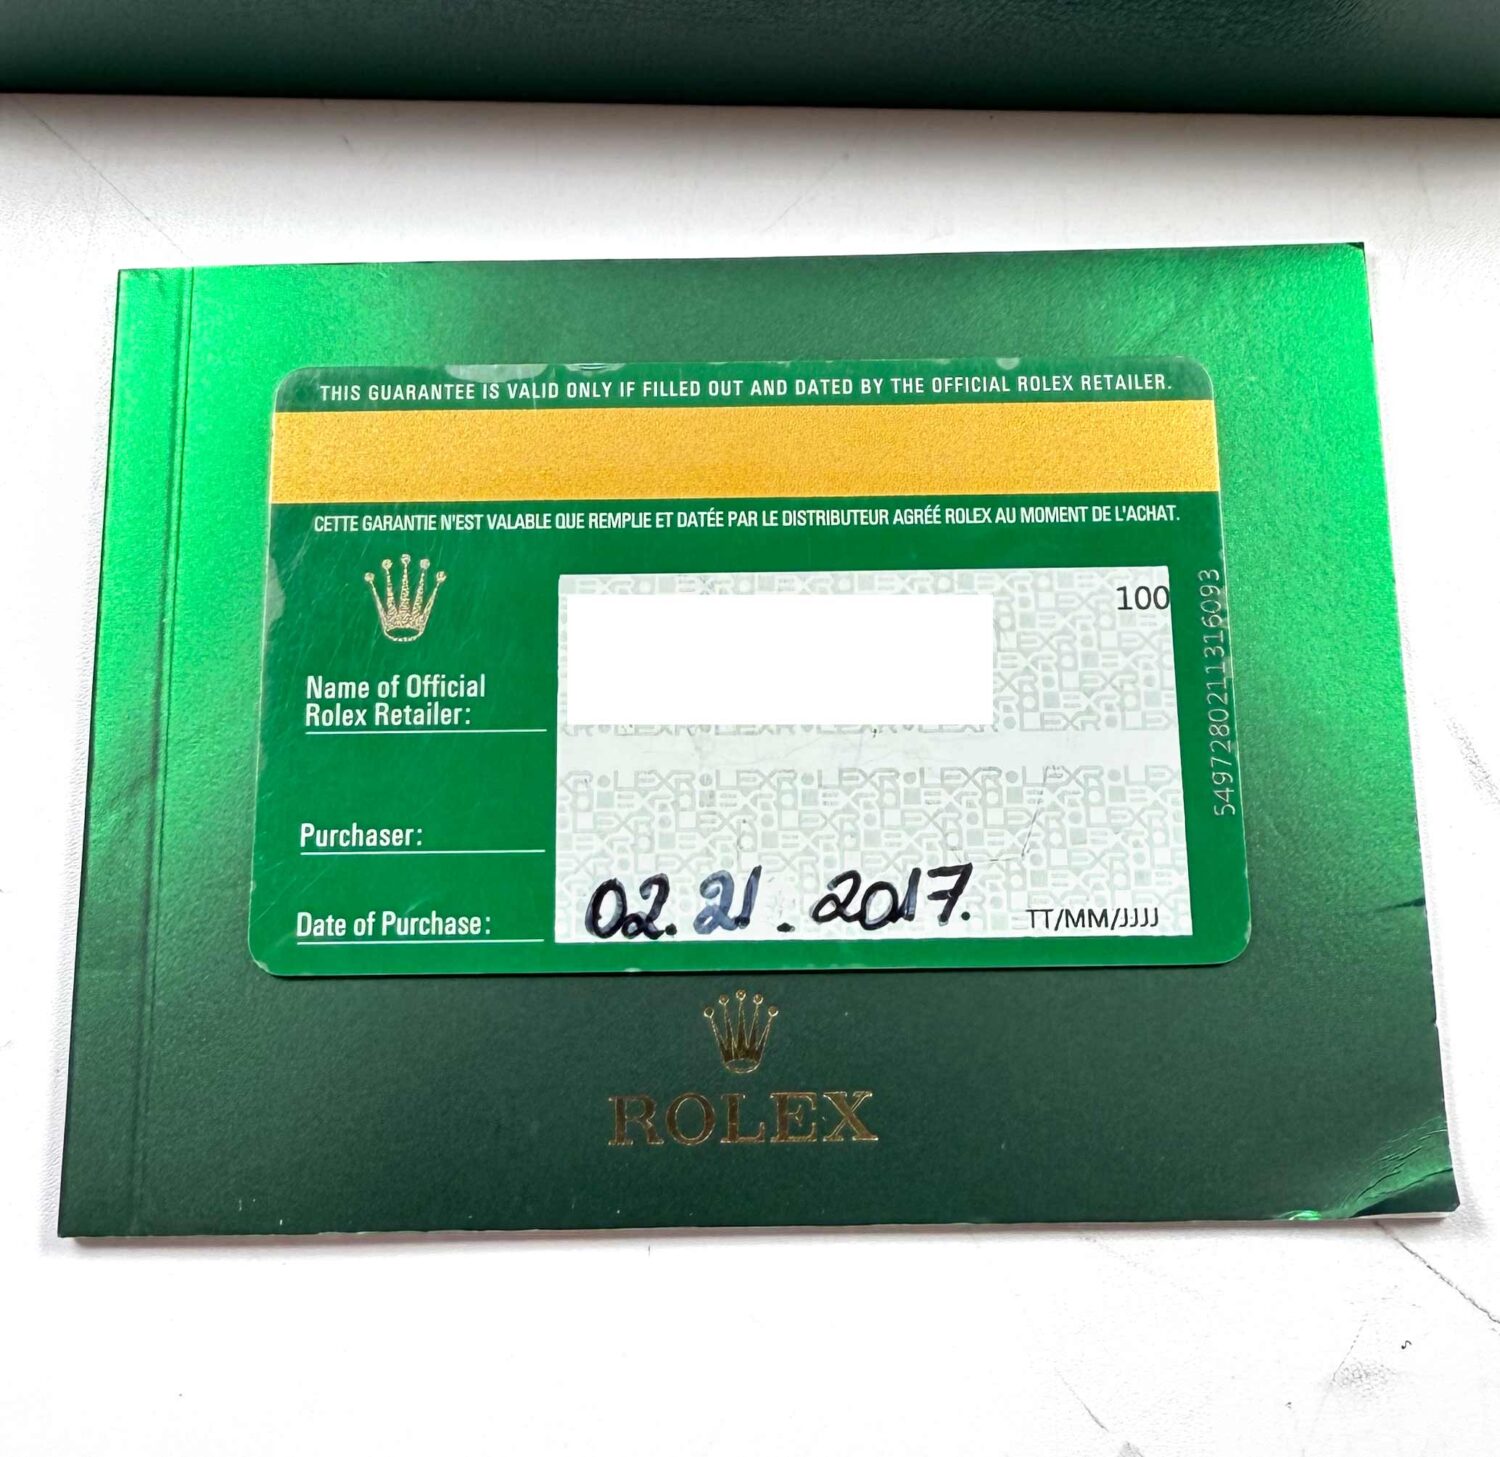 THIS GUARANTEE IS VALID ONLY IF FILLED OUT AND DATED BY THE OFFICIAL ROLEX RETAILER.
CETTE GARANTIE N'EST VALABLE QUE REMPLIE ET DATÉE PAR LE DISTRIBUTEUR AGRÉÉ ROLEX AU MOMENT DE L'ACHAT.
100
Name of Official
Rolex Retailer:
5497280211316093
Purchaser:
Date of Purchase:
02.21.2017.
TT/MM/JJJJ
ROLEX